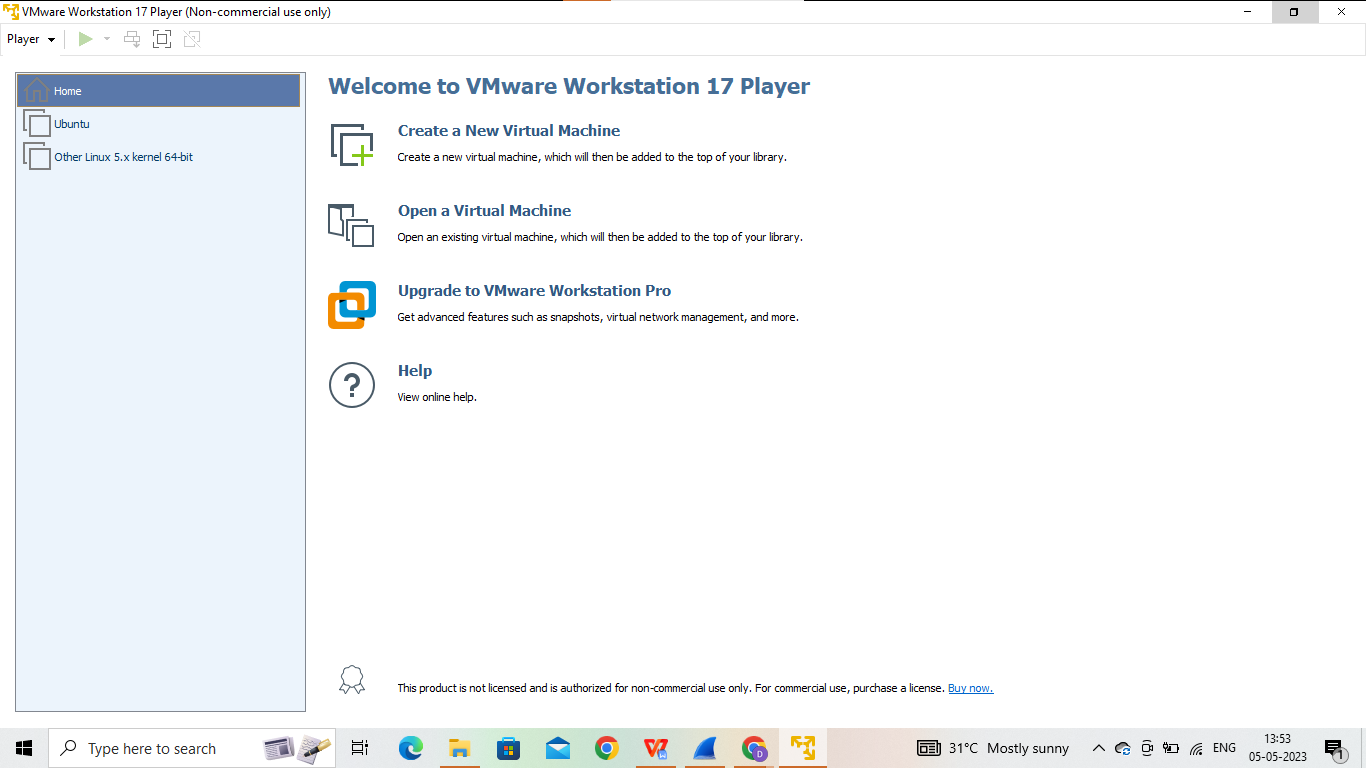 VMware Workstation 17 Player (Non-commercial use only)
Player
Home
Ubuntu
Other Linux 5.x kernel 64-bit
Welcome to VMware Workstation 17 Player
Create a New Virtual Machine
Create a new virtual machine, which will then be added to the top of your library.
Open a Virtual Machine
Open an existing virtual machine, which will then be added to the top of your library.
Upgrade to VMware Workstation Pro
Get advanced features such as snapshots, virtual network management, and more.
?
Help
View online help.
This product is not licensed and is authorized for non-commercial use only. For commercial use, purchase a license. Buy now.
Type here to search
D
31°C Mostly sunny
ENG
13:53
05-05-2023
1